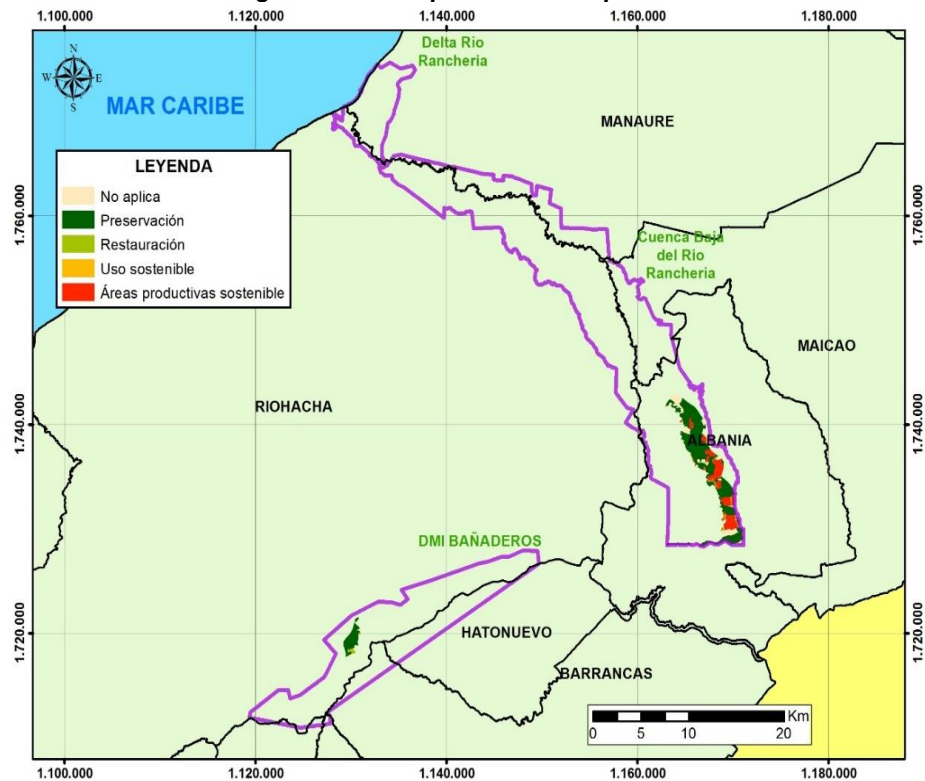 1.100.000 1.120.000 1.140.000 1.160.000 1.180.000
Delta Rio
Rancheria
N
W E
S
MAR CARIBE
MANAURE
LEYENDA
No aplica
Preservación
Restauración
Uso sostenible
Áreas productivas sostenible
1.760.000 1.760.000
Cuenca Baja
del Rio
Rancheria
MAICAO
RIOHACHA
1.740.000 1.740.000
ALBANIA
DMI BAÑADEROS
HATONUEVO
1.720.000 1.720.000
BARRANCAS
Km
0 5 10 20
1.100.000 1.120.000 1.140.000 1.160.000 1.180.000